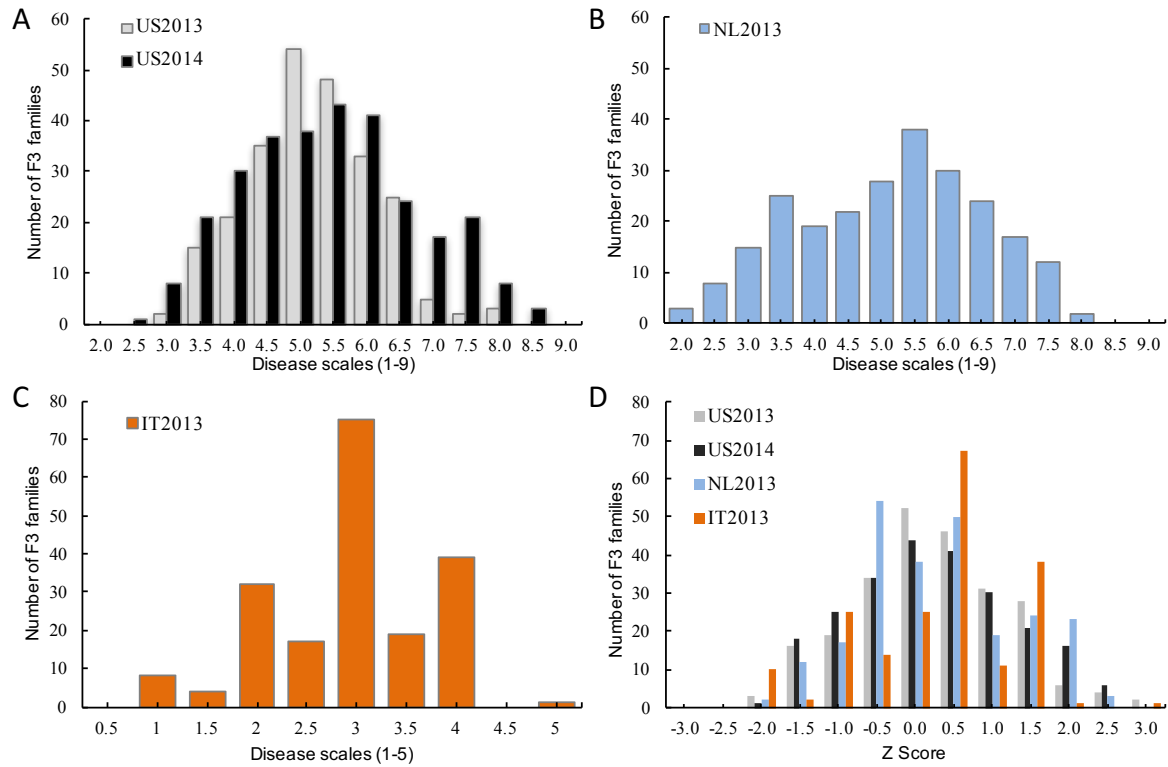 A
US2013
US2014
Number of F3 families
60
50
40
30
20
10
0
2.0 2.5 3.0 3.5 4.0 4.5 5.0 5.5 6.0 6.5 7.0 7.5 8.0 8.5 9.0
Disease scales (1-9)
B
NL2013
Number of F3 families
60
50
40
30
20
10
0
2.0 2.5 3.0 3.5 4.0 4.5 5.0 5.5 6.0 6.5 7.0 7.5 8.0 8.5 9.0
Disease scales (1-9)
C
IT2013
Number of F3 families
80
70
60
50
40
30
20
10
0
0.5 1 1.5 2 2.5 3 3.5 4 4.5 5
Disease scales (1-5)
D
US2013
US2014
NL2013
IT2013
Number of F3 families
80
70
60
50
40
30
20
10
0
-3.0 -2.5 -2.0 -1.5 -1.0 -0.5 0.0 0.5 1.0 1.5 2.0 2.5 3.0
Z Score